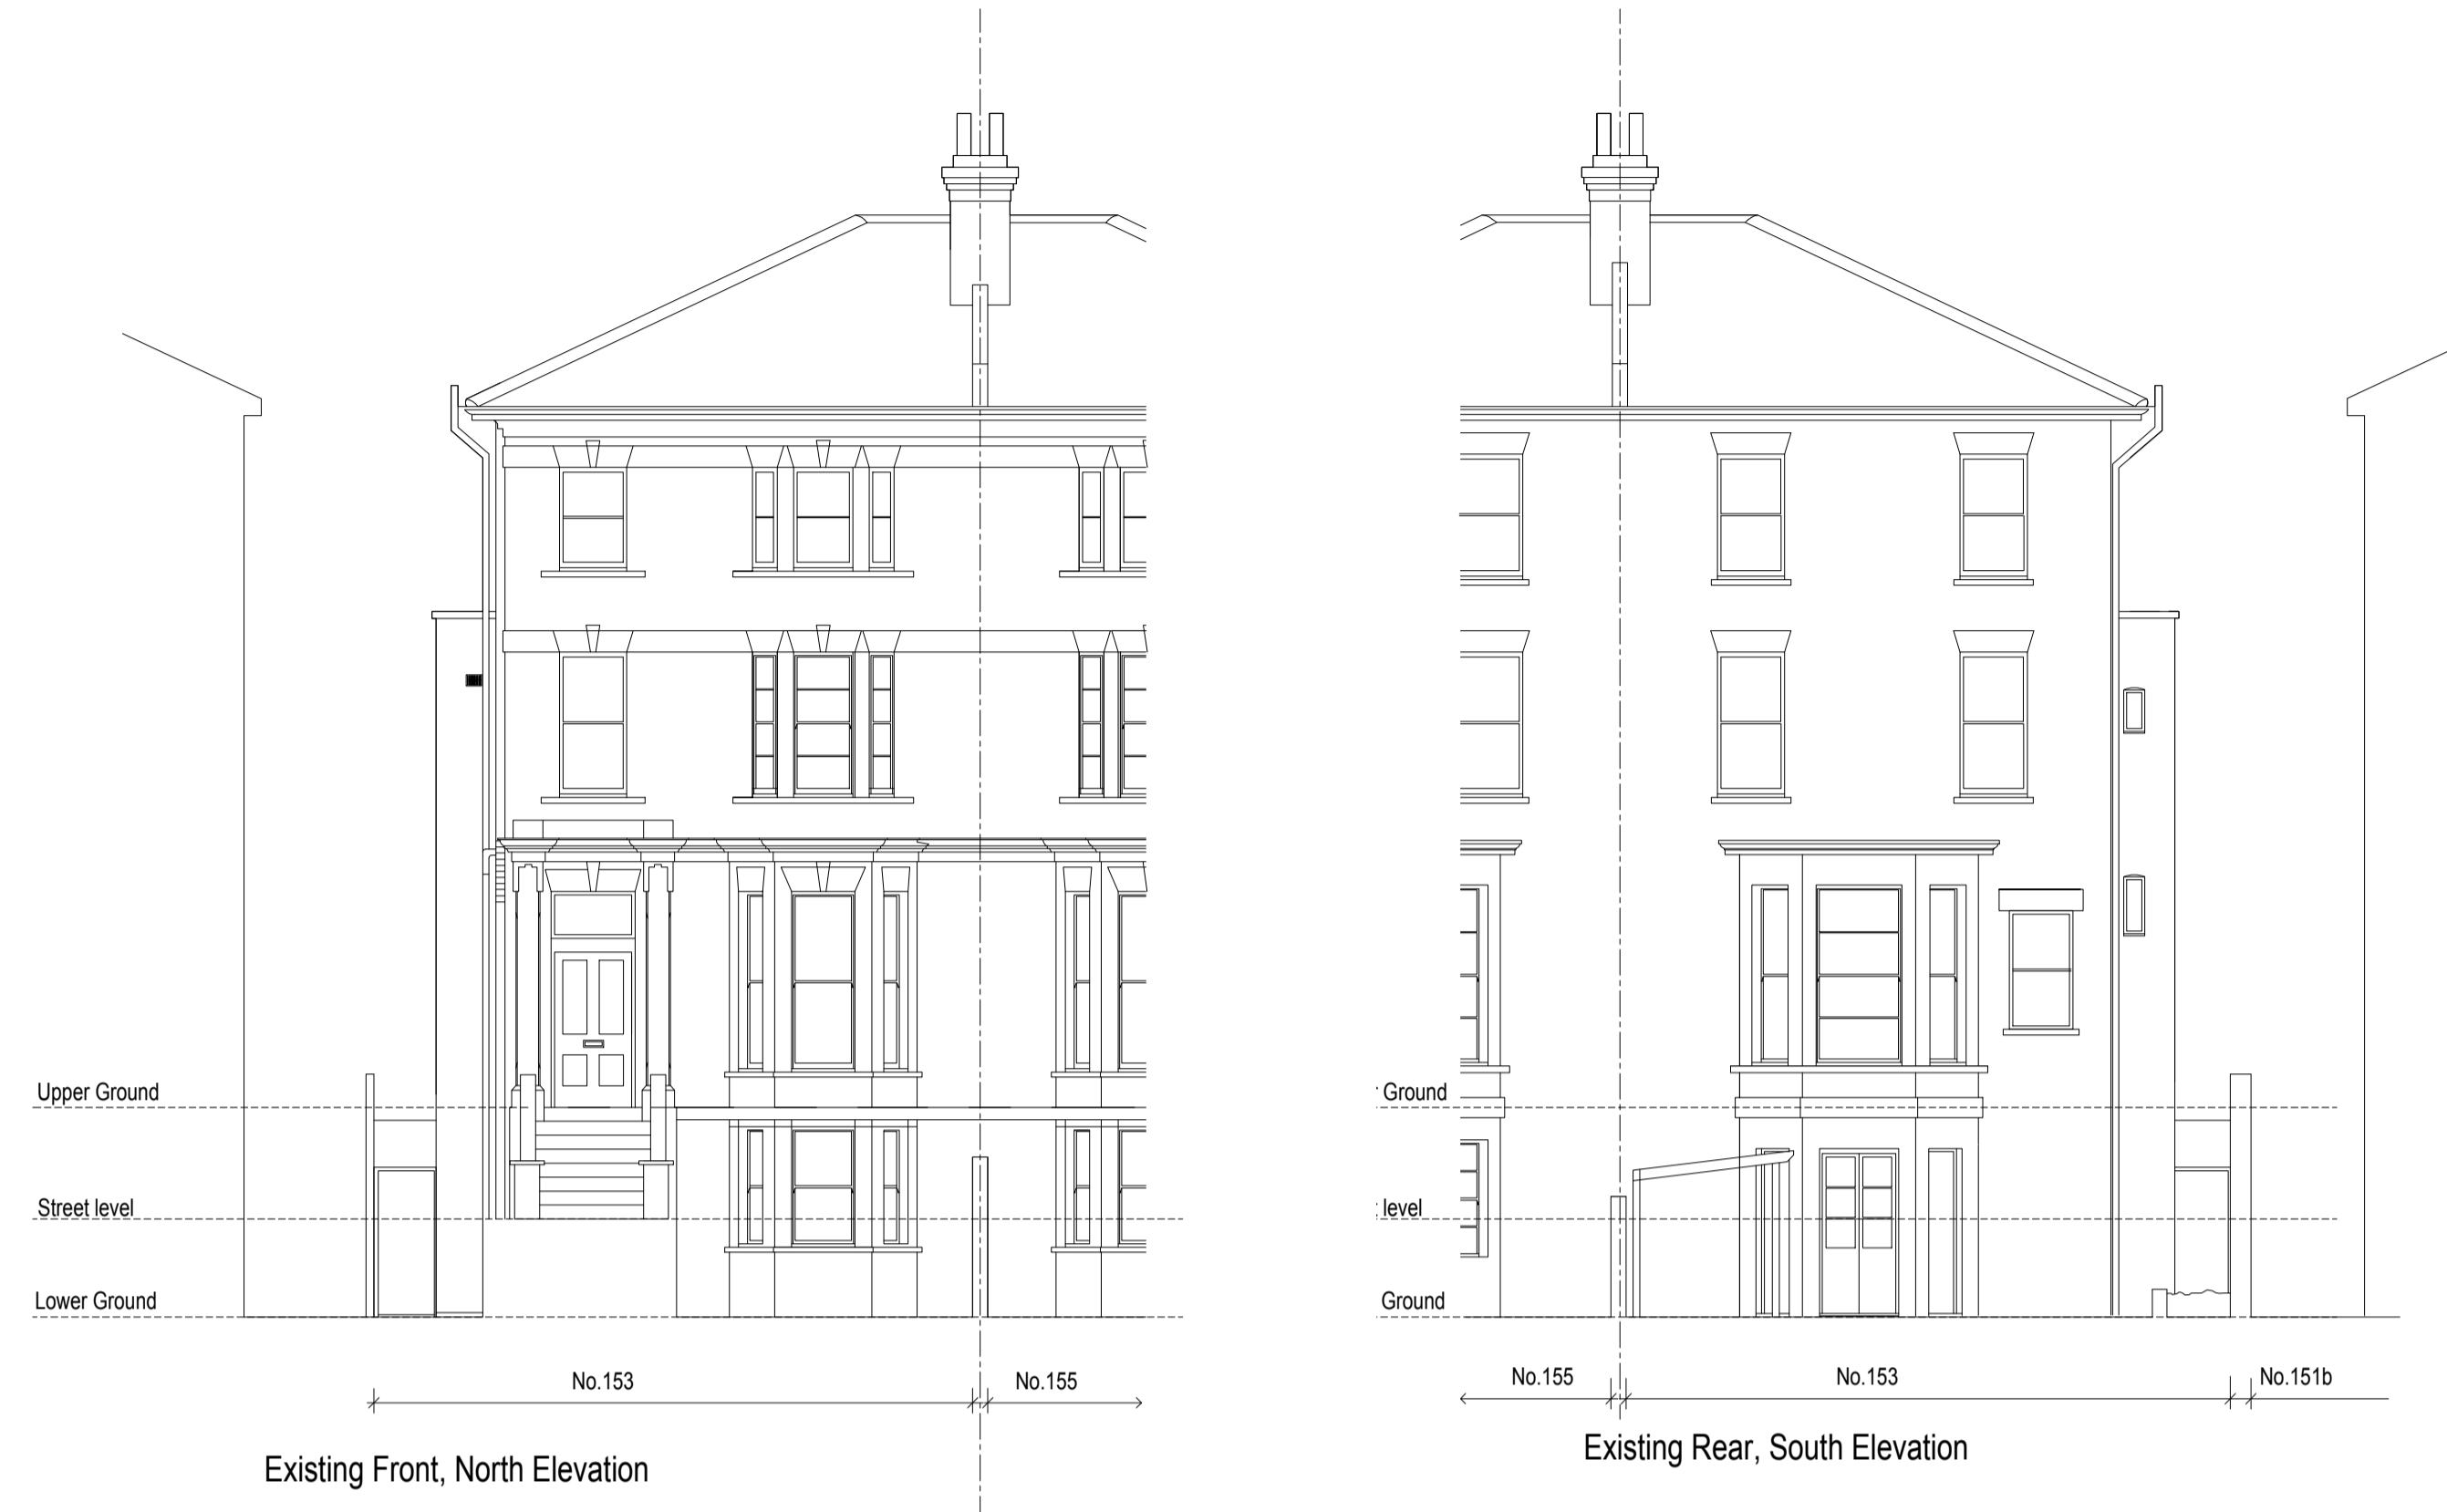 Upper Ground
Street level
Lower Ground
No.153
No.155
Existing Front, North Elevation
Ground
level
Ground
No.155
No.153
No.151b
Existing Rear, South Elevation